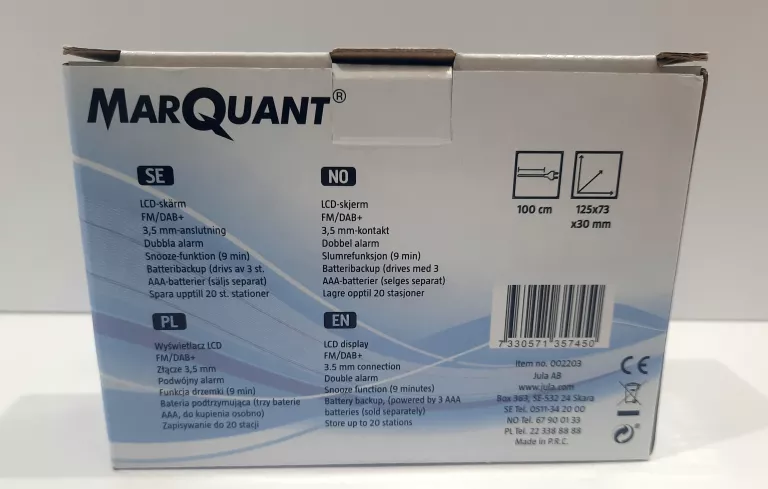 MARQUANT®
SE
LCD-skärm
FM/DAB+
3,5 mm-anslutning
Dubbla alarm
Snooze-funktion (9 min)
Batteribackup (drivs av 3 st.
AAA-batterier (säljs separat)
Spara upptill 20 st. stationer
NO
LCD-skjerm
FM/DAB+
3,5 mm-kontakt
Dobbel alarm
Slumrefunksjon (9 min)
Batteribackup (drives med 3
AAA-batterier (selges separat)
Lagre opptil 20 stasjoner
100 cm
125x73
x30 mm
PL
Wyświetlacz LCD
FM/DAB+
Złącze 3,5 mm
Podwójny alarm
Funkcja drzemki (9 min)
Bateria podtrzymująca (trzy baterie
AAA, do kupienia osobno)
Zapisywanie do 20 stacji
EN
LCD display
FM/DAB+
3.5 mm connection
Double alarm
Snooze function (9 minutes)
Battery backup, (powered by 3 AAA
batteries (sold separately)
Store up to 20 stations
7 330571 357450
Item no. 002203
Jula AB
www.jula.com
Box 363, SE-532 24 Skara
SE Tel. 0511-34 20 00
NO Tel. 67 90 01 33
PL Tel. 22 338 88 88
Made in P.R.C.
CE